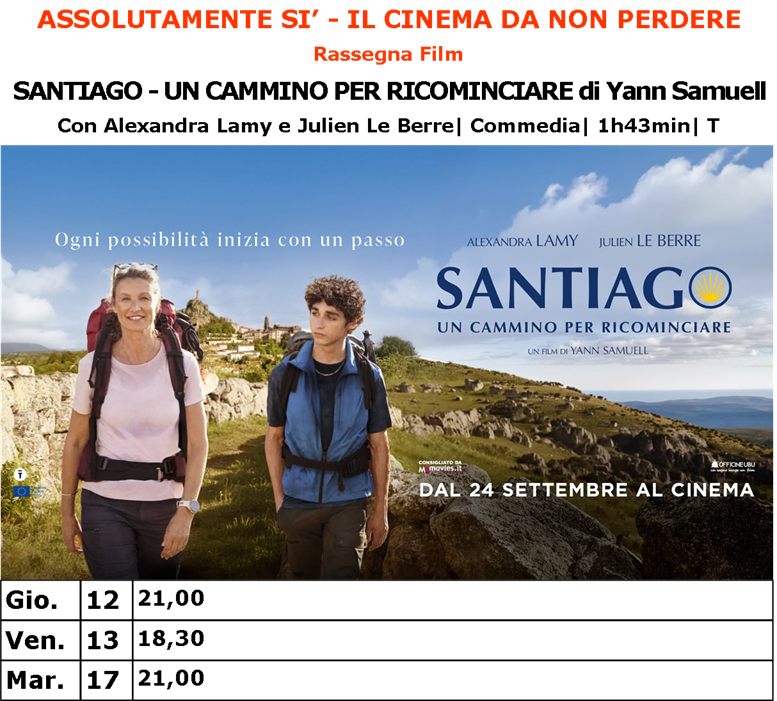 ASSOLUTAMENTE SI’ - IL CINEMA DA NON PERDERE
Rassegna Film
SANTIAGO - UN CAMMINO PER RICOMINCIARE di Yann Samuell
Con Alexandra Lamy e Julien Le Berre| Commedia| 1h43min| T
Ogni possibilità inizia con un passo
ALEXANDRA LAMY JULIEN LE BERRE
SANTIAGO
UN CAMMINO PER RICOMINCIARE
UN FILM DI YANN SAMUELL
CONSIGLIATO DA
MYmovies.it
OFFICINE UBU
DAL 24 SETTEMBRE AL CINEMA
Gio. 12 21,00
Ven. 13 18,30
Mar. 17 21,00